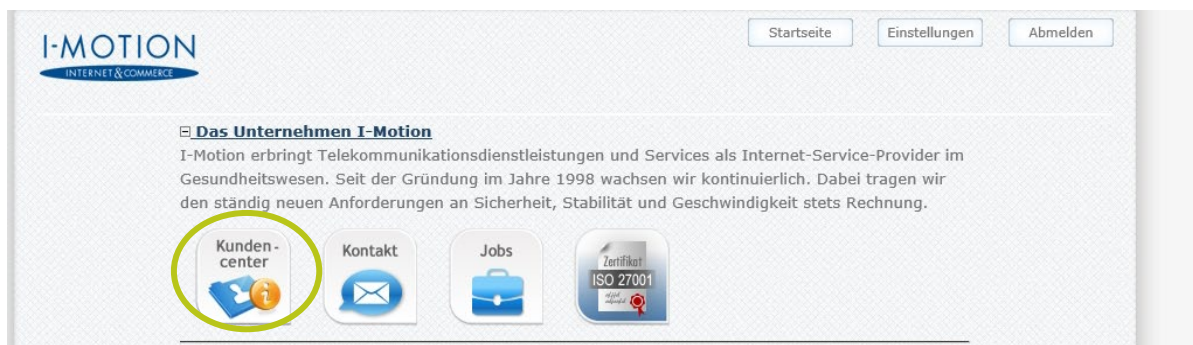 I-MOTION
INTERNET & COMMERCE
Startseite Einstellungen Abmelden
Das Unternehmen I-Motion
I-Motion erbringt Telekommunikationsdienstleistungen und Services als Internet-Service-Provider im
Gesundheitswesen. Seit der Gründung im Jahre 1998 wachsen wir kontinuierlich. Dabei tragen wir
den ständig neuen Anforderungen an Sicherheit, Stabilität und Geschwindigkeit stets Rechnung.
Kunden-
center
Kontakt
Jobs
Zertifikat
ISO 27001